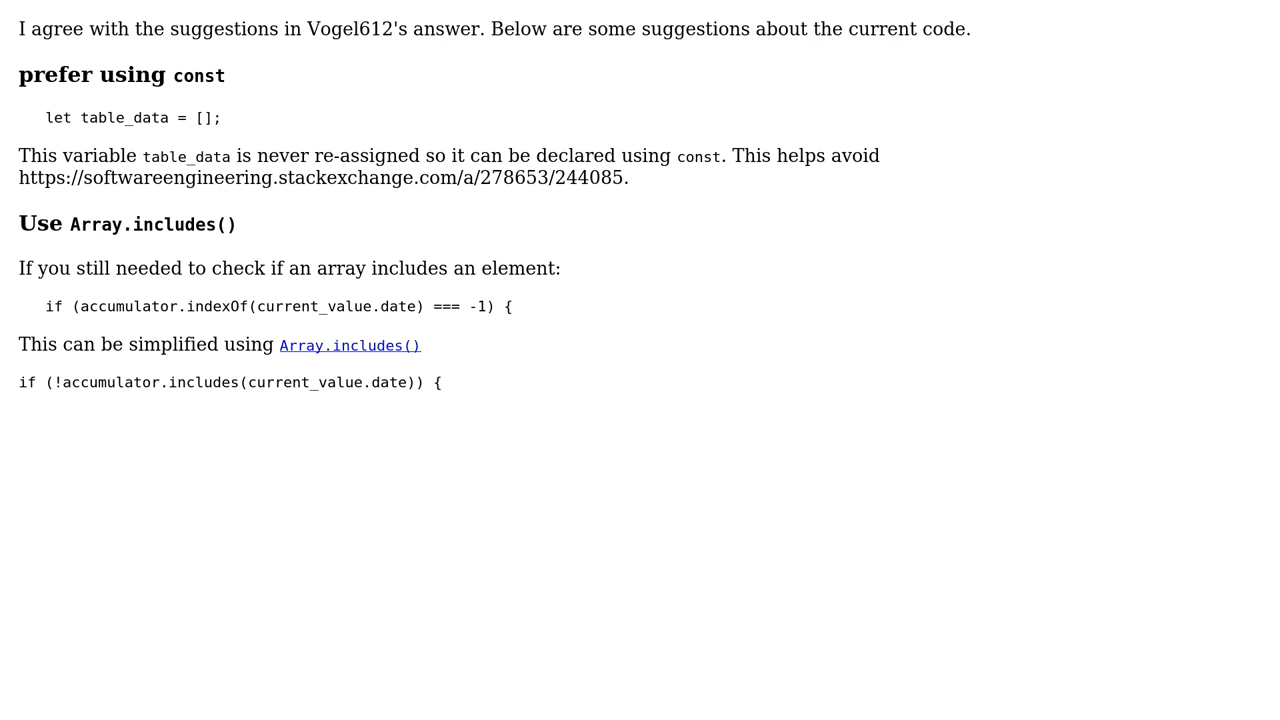 I agree with the suggestions in Vogel612's answer. Below are some suggestions about the current code.
prefer using const
let table_data = [];
This variable table_data is never re-assigned so it can be declared using const. This helps avoid
https://softwareengineering.stackexchange.com/a/278653/244085.
Use Array.includes()
If you still needed to check if an array includes an element:
if (accumulator.indexOf(current_value.date) === -1) {
This can be simplified using Array.includes()
if (!accumulator.includes(current_value.date)) {